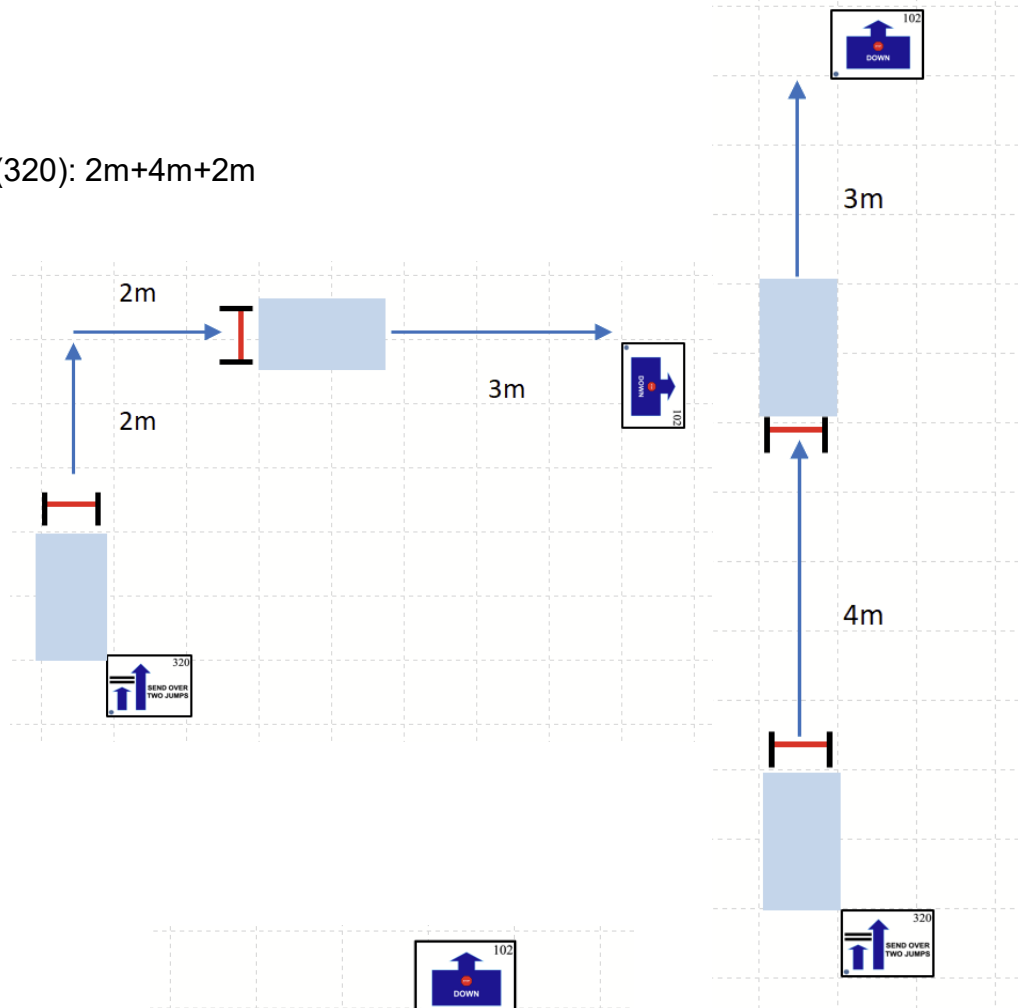 102
DOWN
3m
(320): 2m+4m+2m
2m
2m
3m
DOWN
102
320
SEND OVER
TWO JUMPS
4m
320
SEND OVER
TWO JUMPS
102
DOWN